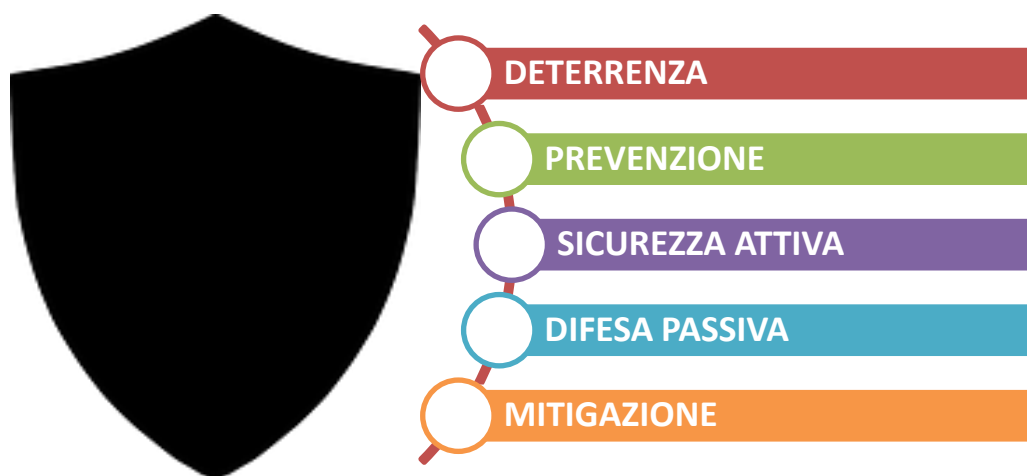 DETERRENZA
PREVENZIONE
SICUREZZA ATTIVA
DIFESA PASSIVA
MITIGAZIONE